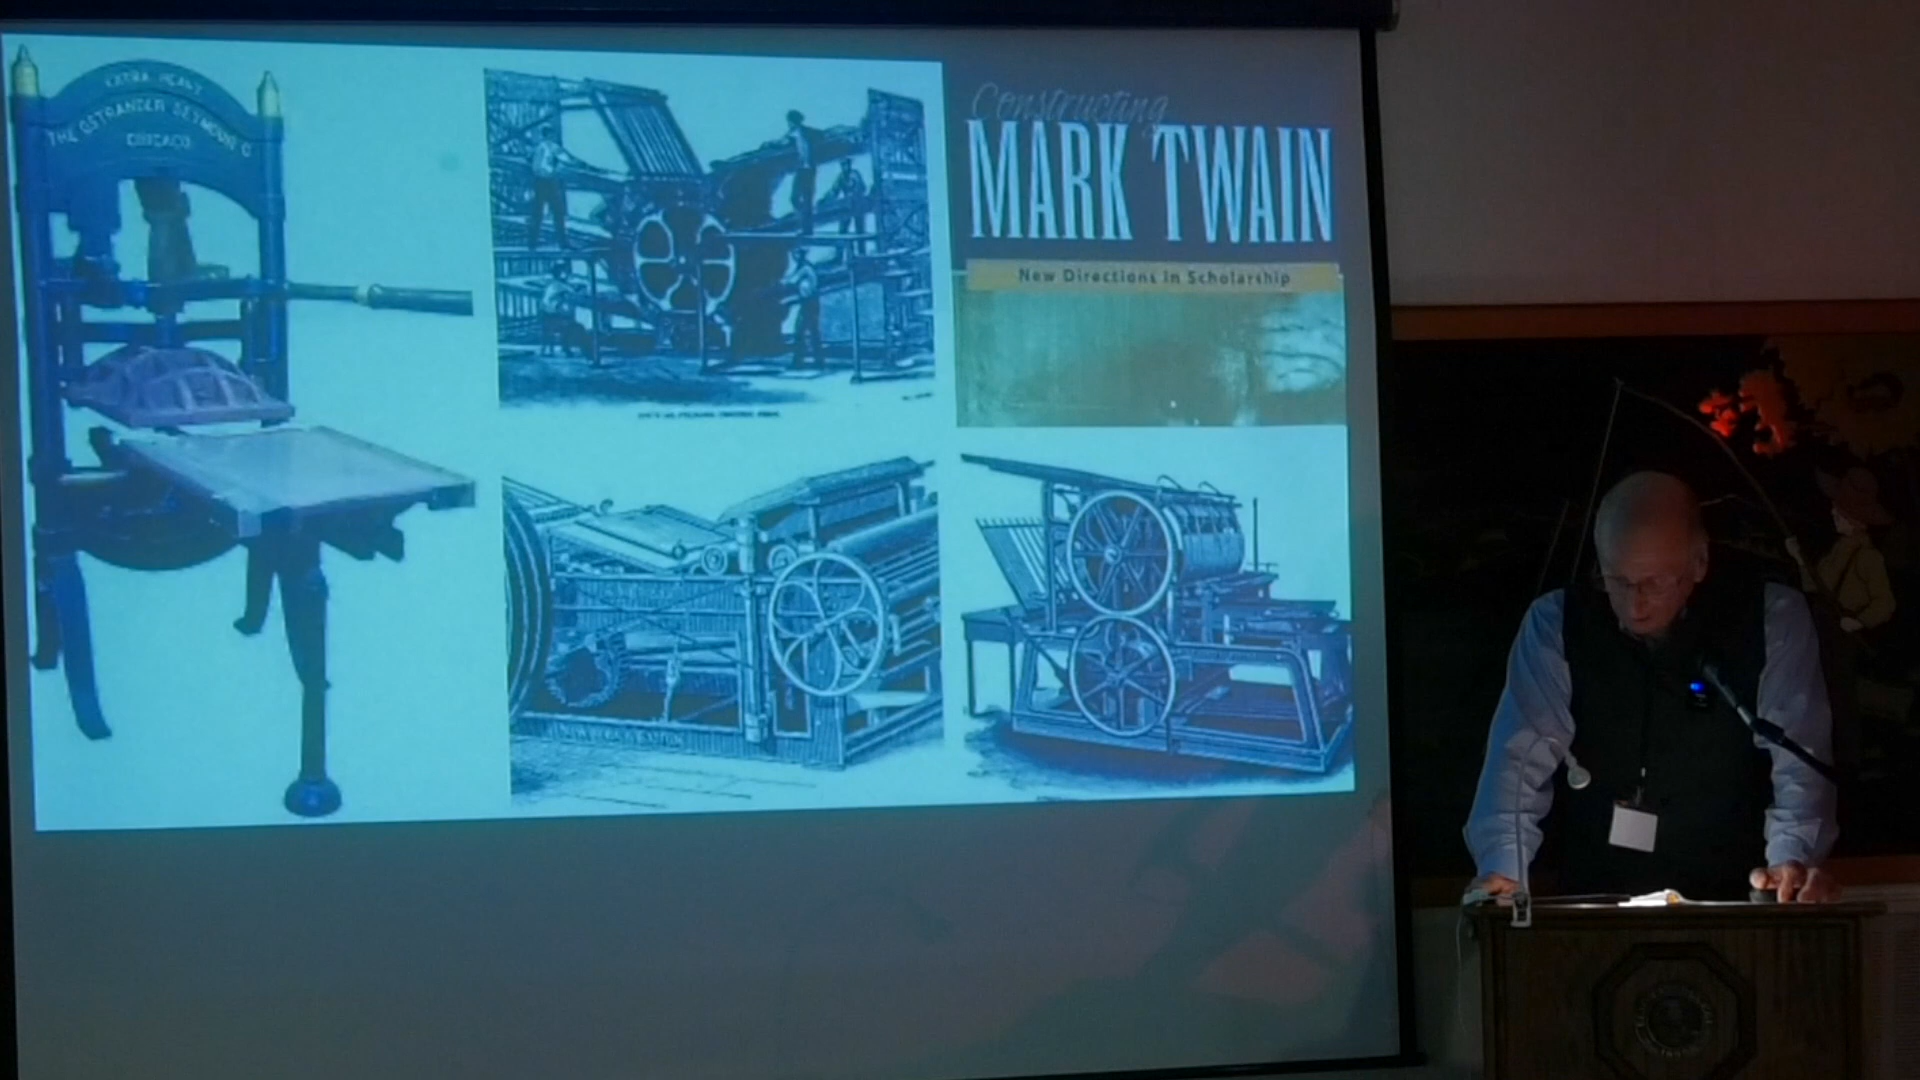 EXTRA HEAVY
THE OSTRANDER SEYMOUR C
CHICAGO
Constructing
MARK TWAIN
New Directions in Scholarship